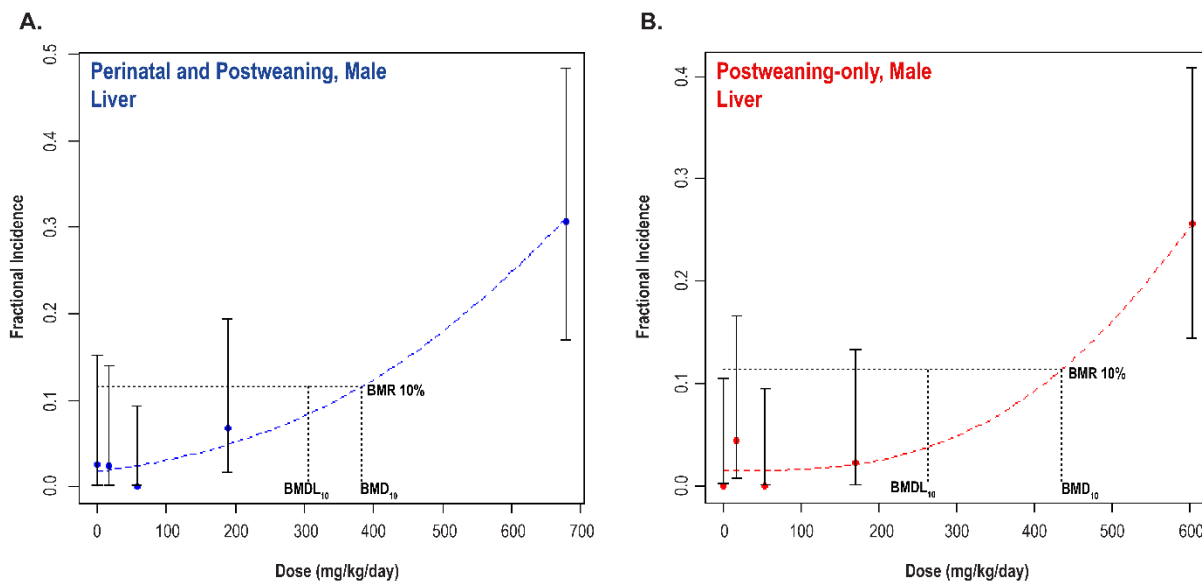 A.
Perinatal and Postweaning, Male
Liver
Fractional Incidence
0.5
0.4
0.3
0.2
0.1
0.0
BMR 10%
BMDL10
BMD10
0 100 200 300 400 500 600 700
Dose (mg/kg/day)
B.
Postweaning-only, Male
Liver
Fractional Incidence
0.4
0.3
0.2
0.1
0.0
BMR 10%
BMDL10
BMD10
0 100 200 300 400 500 600
Dose (mg/kg/day)